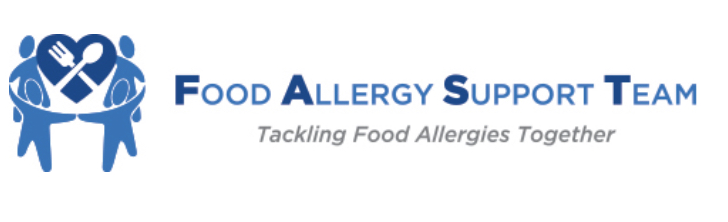 FOOD ALLERGY SUPPORT TEAM
Tackling Food Allergies Together